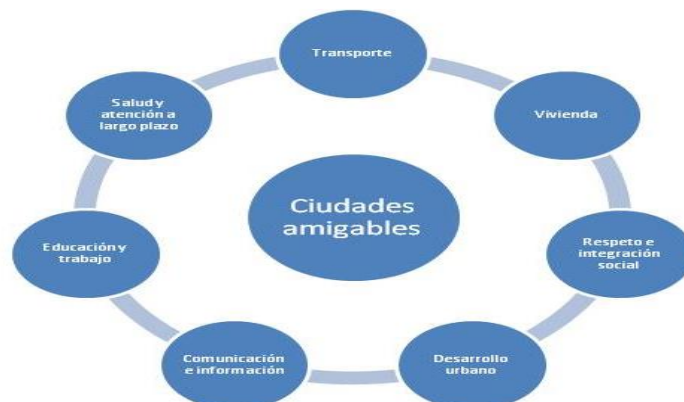 Transporte
Vivienda
Respeto e
integración
social
Desarrollo
urbano
Comunicación
e información
Educación y
trabajo
Salud y
atención a
largo plazo
Ciudades
amigables